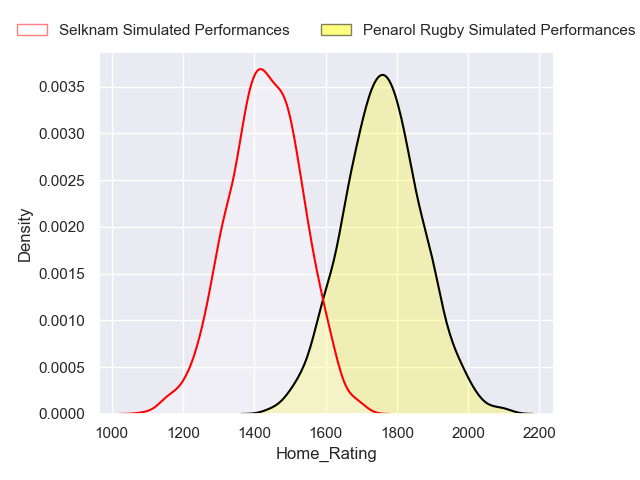 Selknam Simulated Performances Penarol Rugby Simulated Performances
0.0035
0.0030
0.0025
0.0020
0.0015
0.0010
0.0005
0.0000
Density
1000 1200 1400 1600 1800 2000 2200
Home_Rating